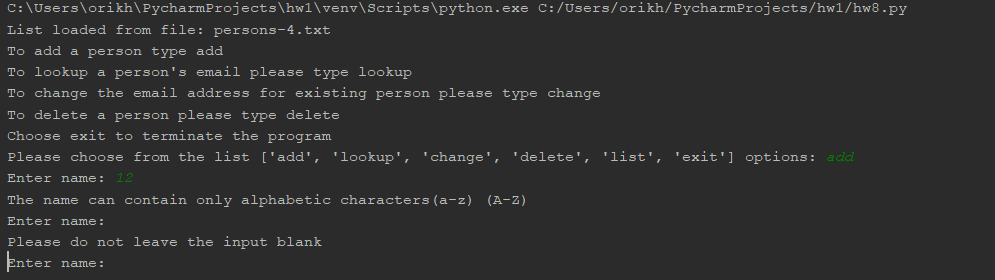 C:\Users\orikh\PycharmProjects\hw1\venv\Scripts\python.exe C:/Users/orikh/PycharmProjects/hw1/hw8.py
List loaded from file: persons-4.txt
To add a person type add
To lookup a person's email please type lookup
To change the email address for existing person please type change
To delete a person please type delete
Choose exit to terminate the program
Please choose from the list ['add', 'lookup', 'change', 'delete', 'list', 'exit'] options: add
Enter name: 12
The name can contain only alphabetic characters(a-z) (A-Z)
Enter name:
Please do not leave the input blank
Enter name: